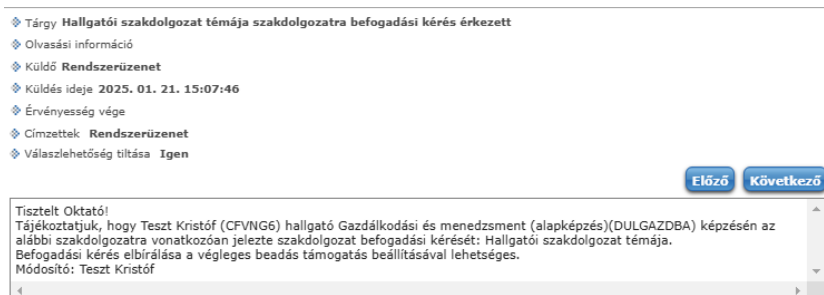 Tárgy Hallgatói szakdolgozat témája szakdolgozatra befogadási kérés érkezett
Olvasási információ
Küldő Rendszerüzenet
Küldés ideje 2025. 01. 21. 15:07:46
Érvényesség vége
Címzettek Rendszerüzenet
Válaszlehetőség tiltása Igen
Előző Következő
Tisztelt Oktató!
Tájékoztatjuk, hogy Teszt Kristóf (CFVNG6) hallgató Gazdálkodási és menedzsment (alapképzés)(DULGAZDBA) képzésén az
alábbi szakdolgozatra vonatkozóan jelezte szakdolgozat befogadási kérését: Hallgatói szakdolgozat témája.
Befogadási kérés elbírálása a végleges beadás támogatás beállításával lehetséges.
Módosító: Teszt Kristóf